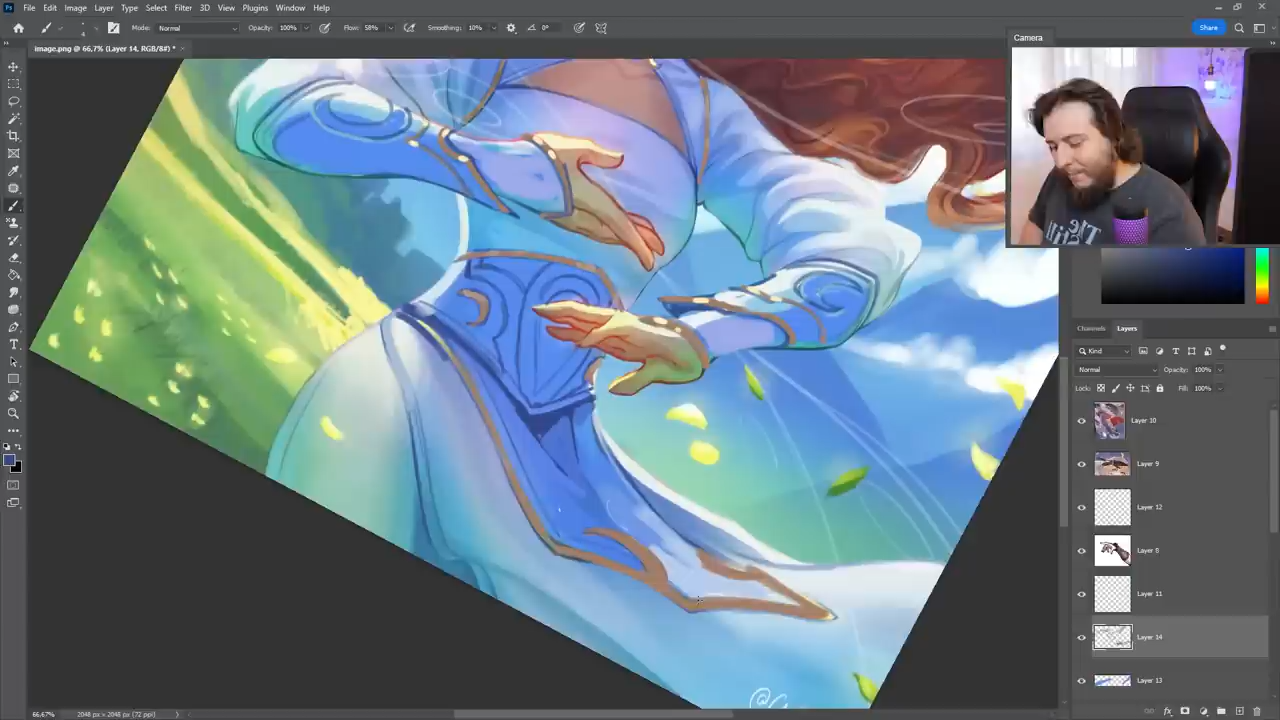 File Edit Image Layer Type Select Filter 3D View Plugins Window Help
Mode: Normal Opacity: 100% Flow: 58% Smoothing: 10% 0° Share
image.png @ 66,7% (Layer 14, RGB/8#) *
Camera
Channels Layers
Kind
Normal Opacity: 100%
Lock: Fill: 100%
Layer 10
Layer 9
Layer 12
Layer 8
Layer 11
Layer 14
Layer 13
66,67% 2048 px × 2048 px (72 ppi)